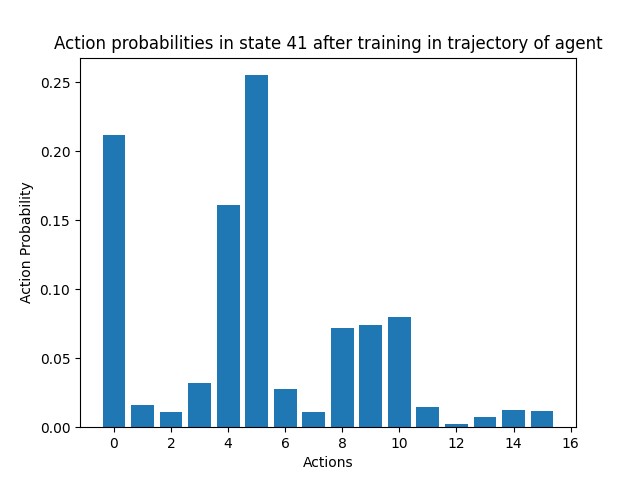 Action probabilities in state 41 after training in trajectory of agent
0.25
0.20
0.15
0.10
0.05
0.00
Action Probability
0 2 4 6 8 10 12 14 16
Actions